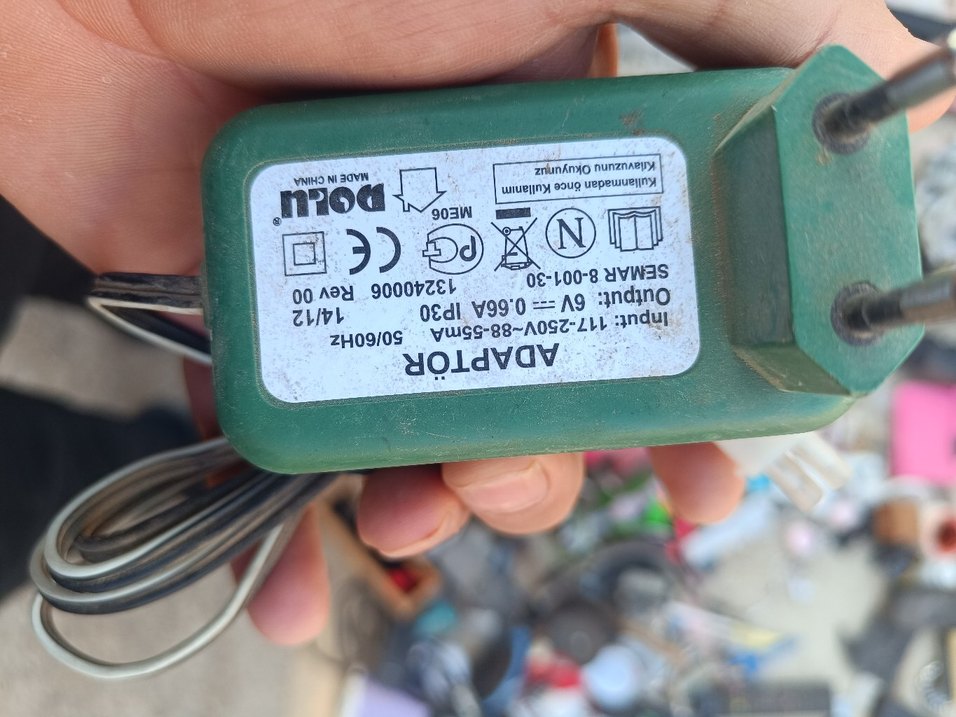 ADAPTÖR
Input: 117-250V~88-55mA 50/60Hz
Output: 6V 0.66A IP30 14/12
SEMAR 8-001-30 13240006 Rev 00
N PC CE
ME06
Kullanmadan önce Kullanım
Kılavuzunu Okuyunuz
DOLU®
MADE IN CHINA